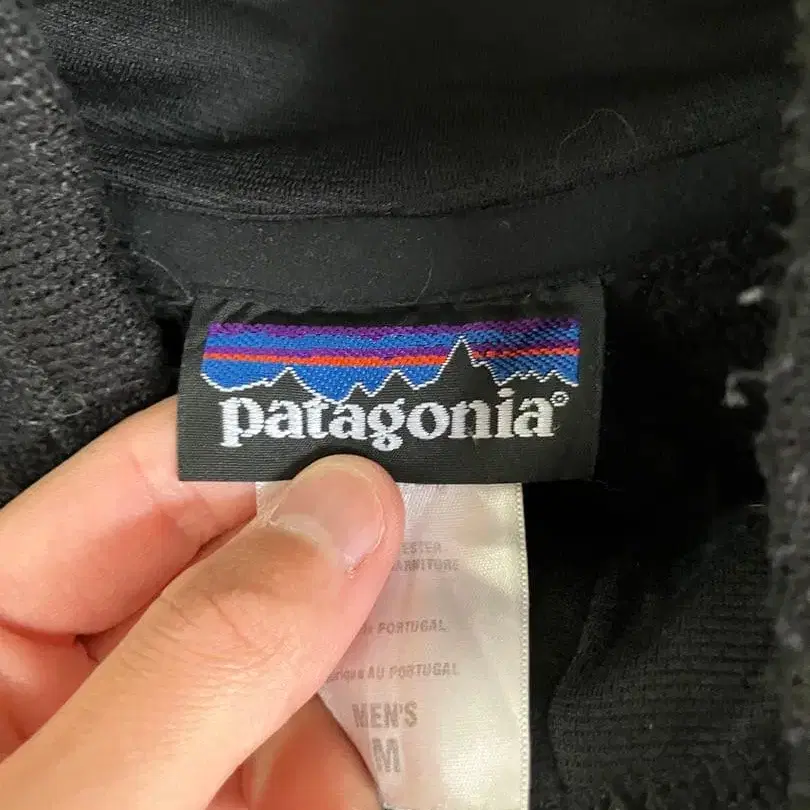 patagonia®
ESTER
ARNITURE
PORTUGAL
AU PORTUGAL
MEN'S
M